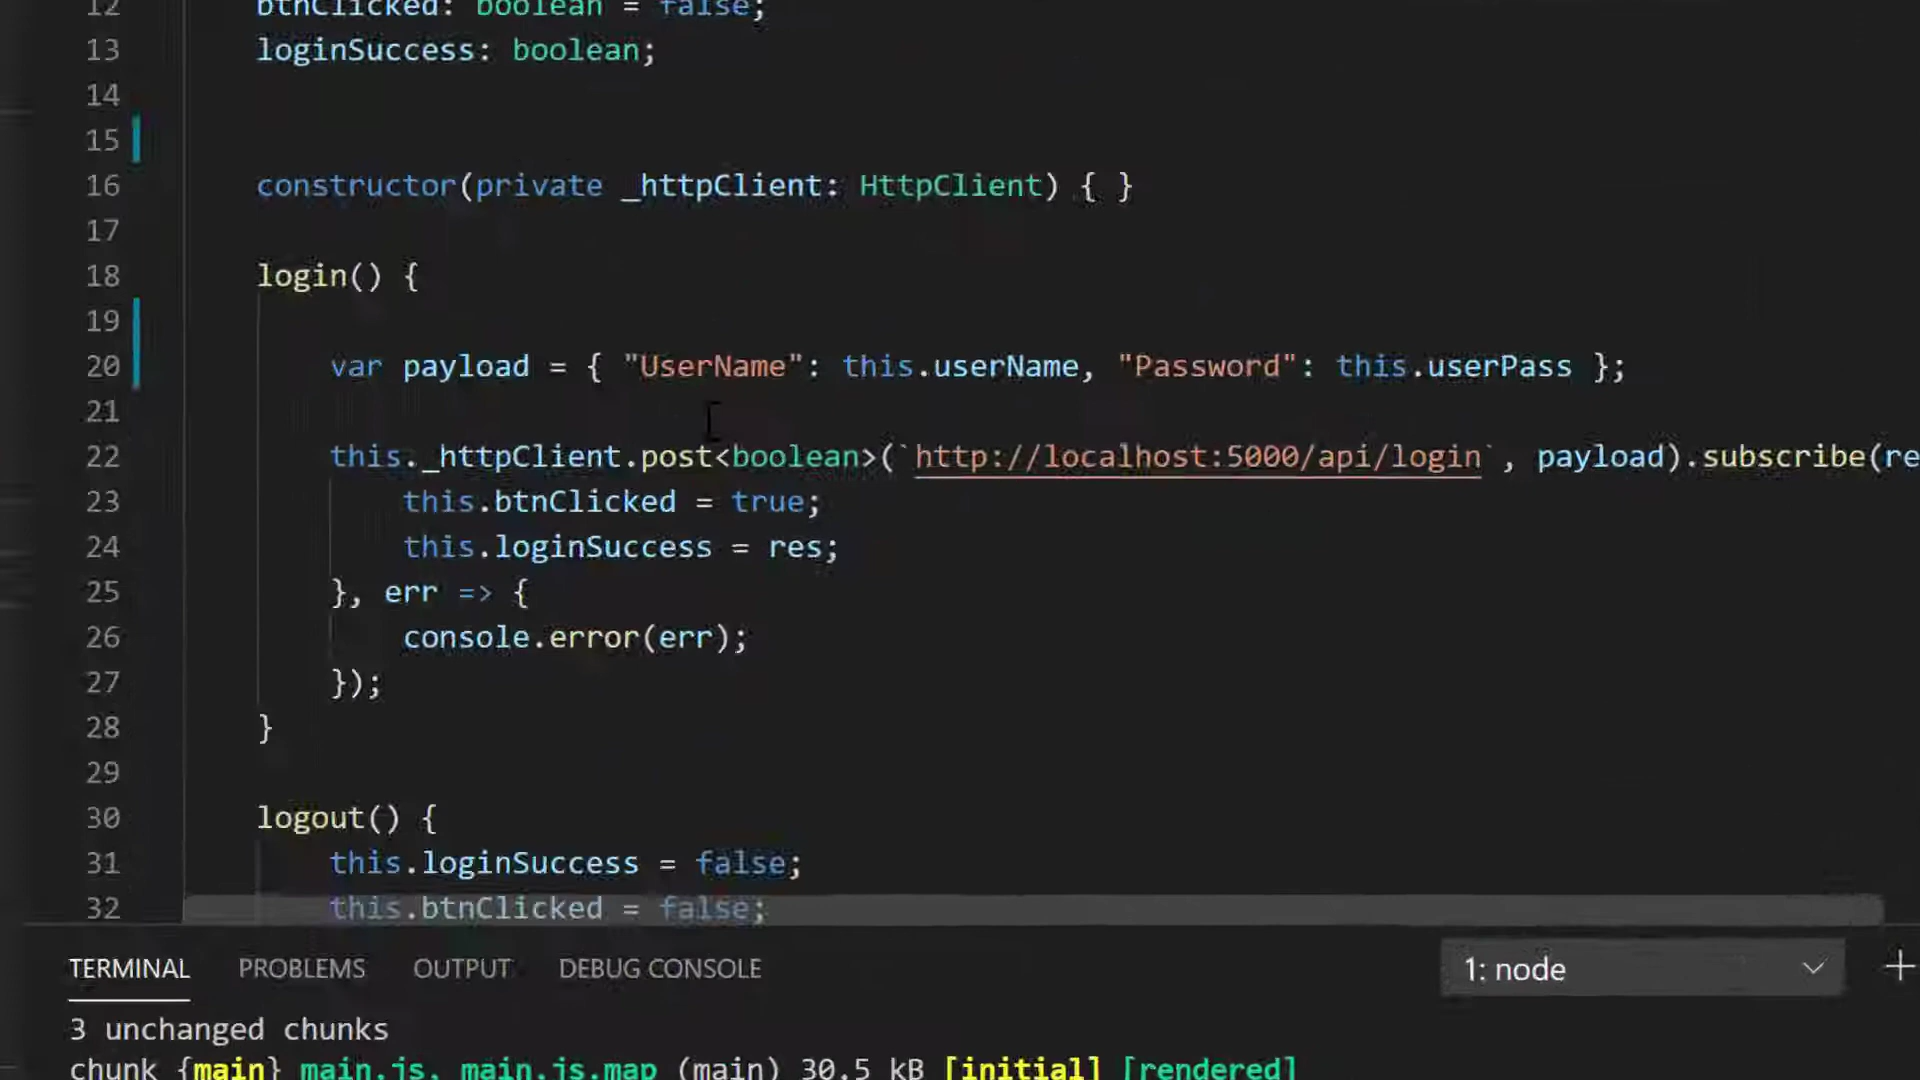 12 btnClicked: boolean = false;
13 loginSuccess: boolean;
14
15
16 constructor(private _httpClient: HttpClient) { }
17
18 login() {
19
20 var payload = { "UserName": this.userName, "Password": this.userPass };
21
22 this._httpClient.post<boolean>(`http://localhost:5000/api/login`, payload).subscribe(re
23 this.btnClicked = true;
24 this.loginSuccess = res;
25 }, err => {
26 console.error(err);
27 });
28 }
29
30 logout() {
31 this.loginSuccess = false;
32 this.btnClicked = false;
TERMINAL PROBLEMS OUTPUT DEBUG CONSOLE 1: node
3 unchanged chunks
chunk {main} main.js, main.js.map (main) 30.5 kB [initial] [rendered]